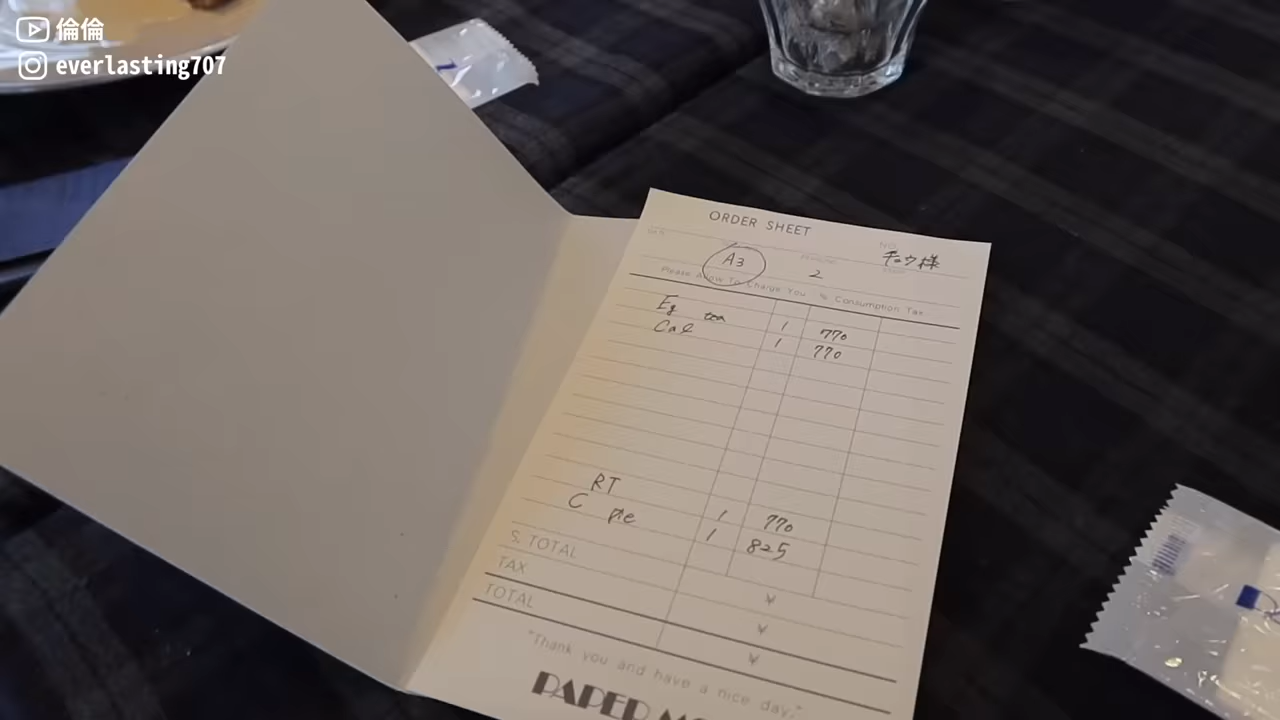 倫倫
everlasting707
ORDER SHEET
A3 2 チョウ様
Please Allow To Charge You % Consumption Tax
Eg tea 1 770
Cal 1 770
RT 1 770
C pie 1 825
S. TOTAL ¥
TAX ¥
TOTAL ¥
"Thank you and have a nice day."
PAPER